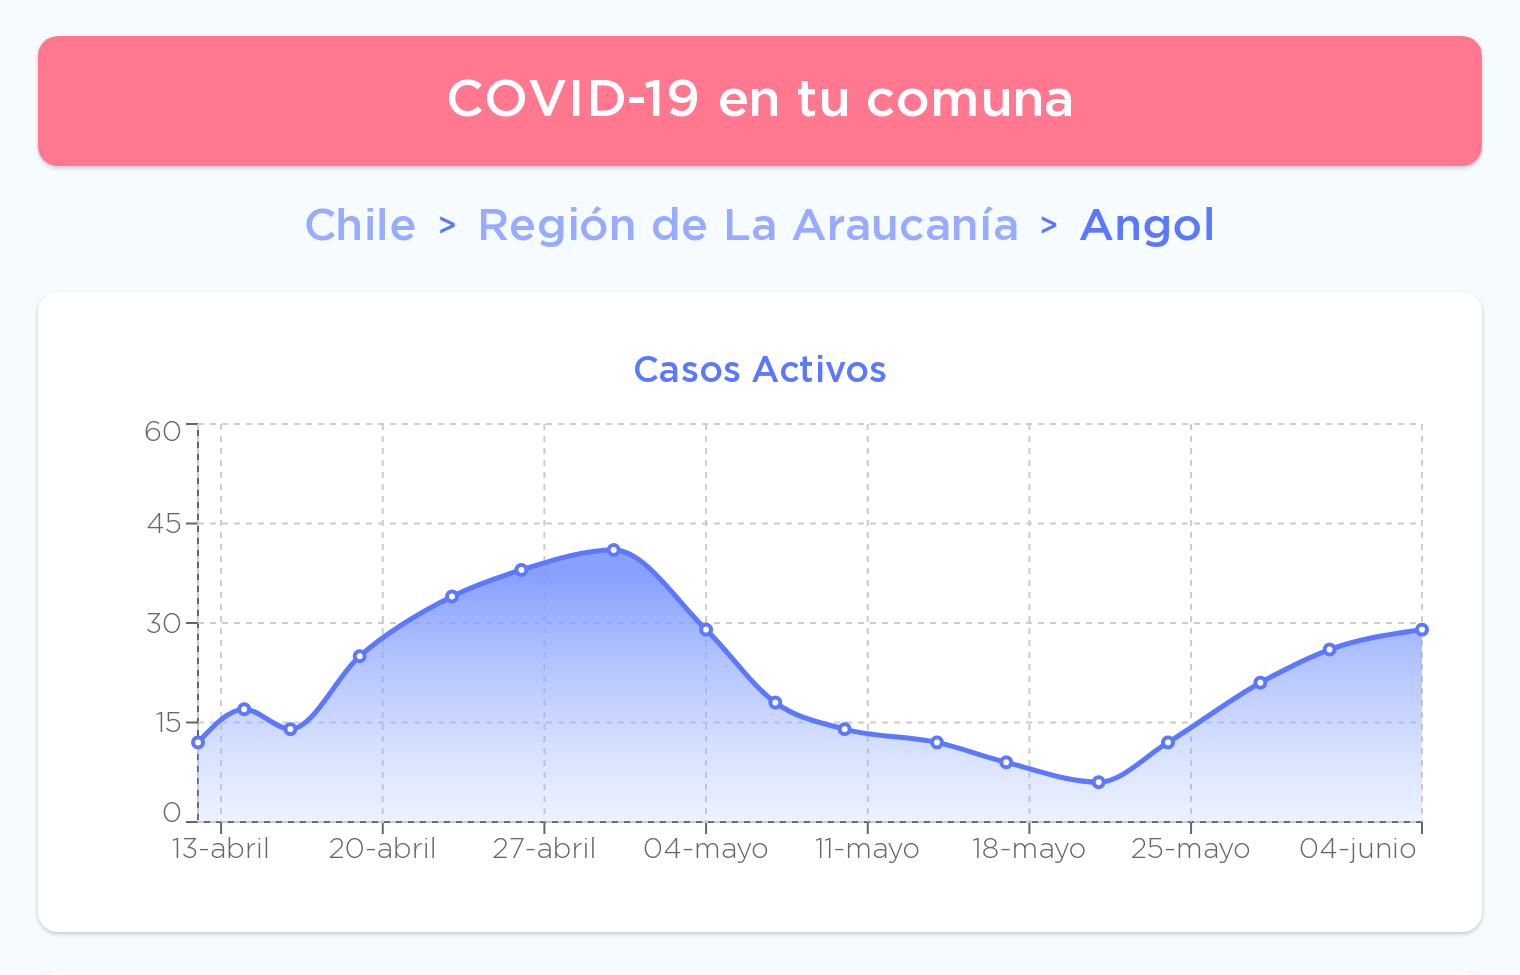 COVID-19 en tu comuna
Chile > Región de La Araucanía > Angol
Casos Activos
60
45
30
15
0
13-abril 20-abril 27-abril 04-mayo 11-mayo 18-mayo 25-mayo 04-junio